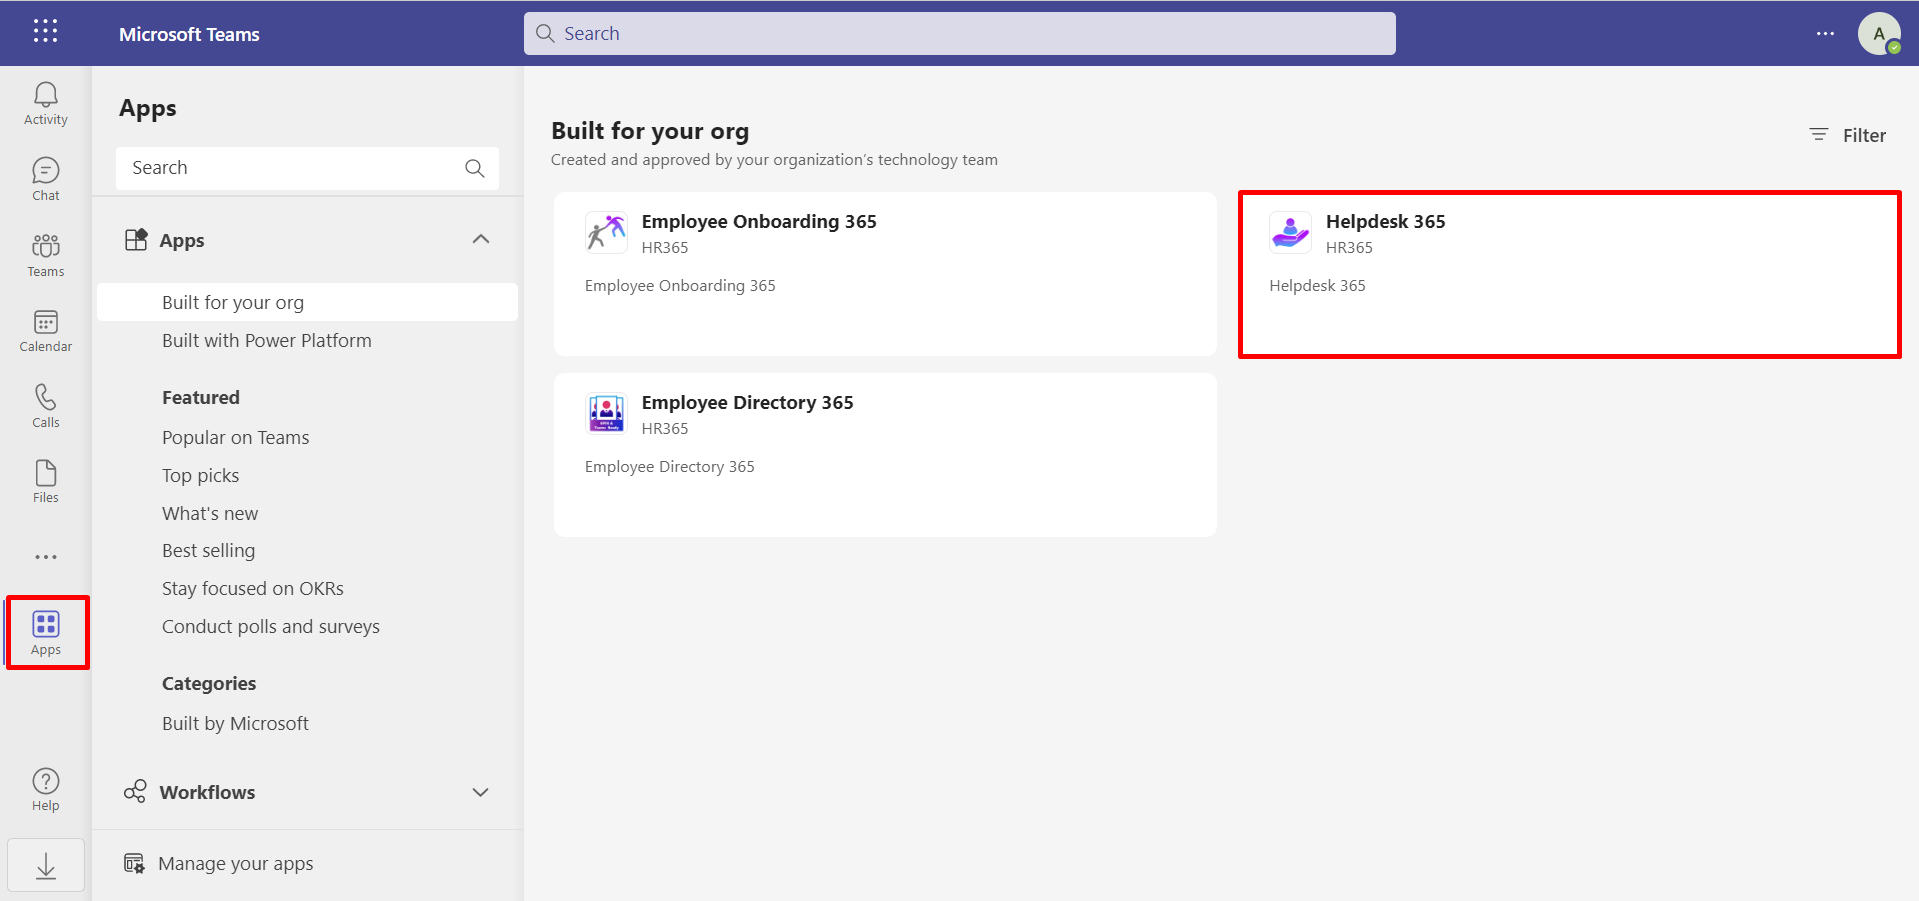 Microsoft Teams
Search
A
Activity
Chat
Teams
Calendar
Calls
Files
Apps
Help
Apps
Search
Apps
Built for your org
Built with Power Platform
Featured
Popular on Teams
Top picks
What's new
Best selling
Stay focused on OKRs
Conduct polls and surveys
Categories
Built by Microsoft
Workflows
Manage your apps
Built for your org
Created and approved by your organization’s technology team
Filter
Employee Onboarding 365
HR365
Employee Onboarding 365
Helpdesk 365
HR365
Helpdesk 365
Employee Directory 365
HR365
Employee Directory 365